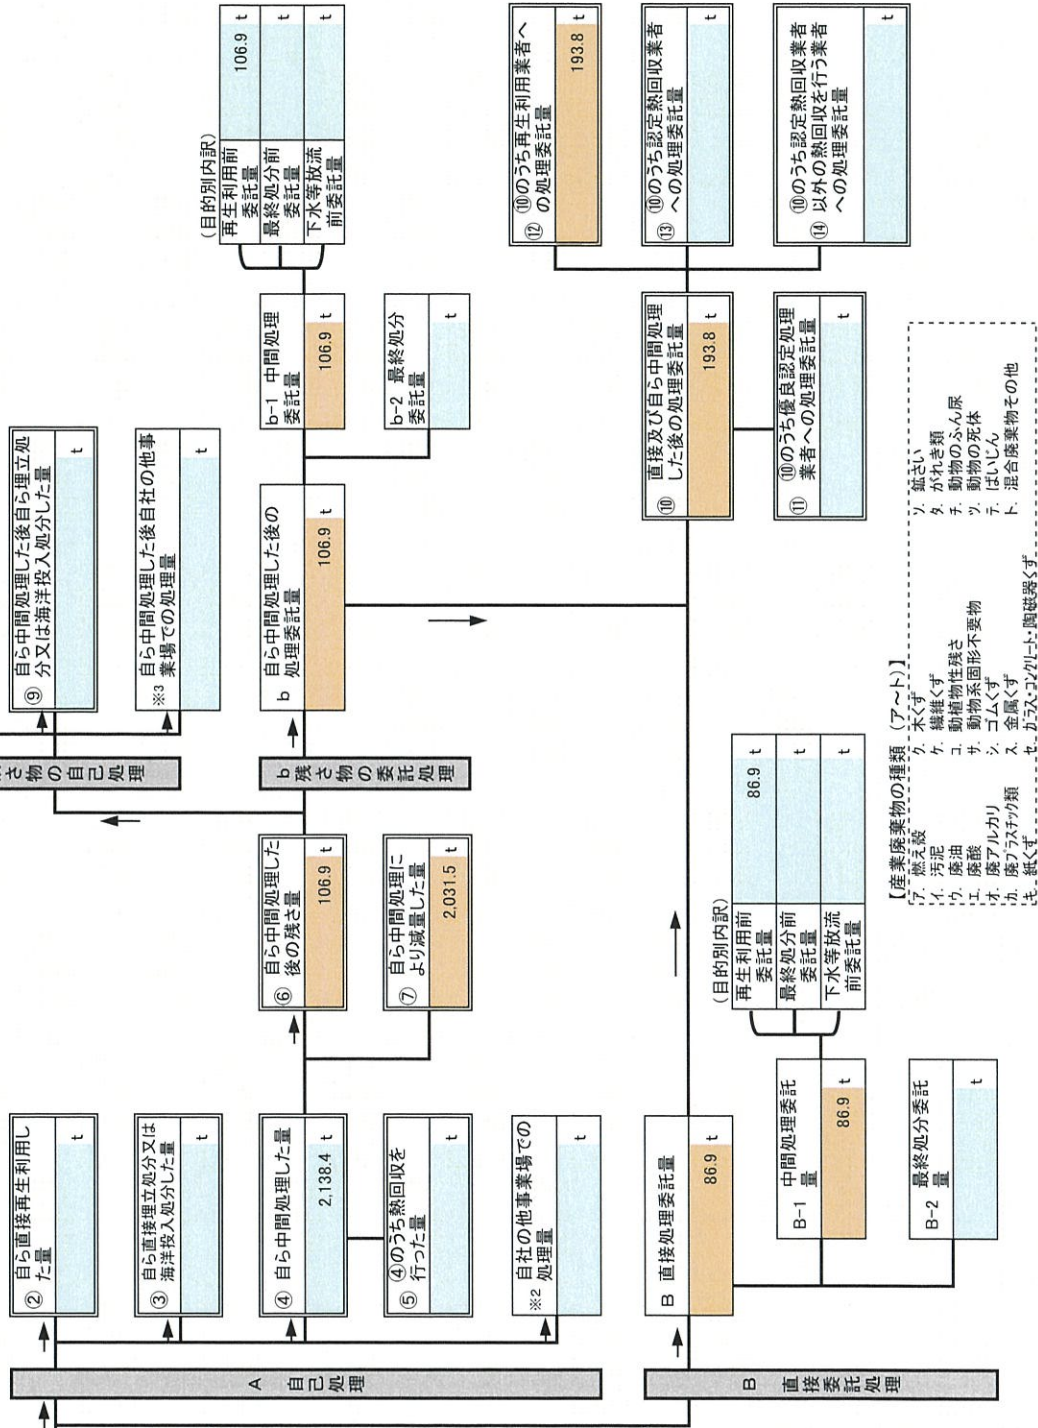 A 自己処理
② 自ら直接再生利用し
た量
t
③ 自ら直接埋立処分又は
海洋投入処分した量
t
④ 自ら中間処理した量
2,138.4 t
⑤ ④のうち熱回収を
行った量
t
※2 自社の他事業場での
処理量
t
⑥ 自ら中間処理した
後の残さ量
106.9 t
⑦ 自ら中間処理に
より減量した量
2,031.5 t
さ物の自己処理
⑨ 自ら中間処理した後自ら埋立処
分又は海洋投入処分した量
t
※3 自ら中間処理した後自社の他事
業場での処理量
t
b 残さ物の委託処理
b 自ら中間処理した後の
処理委託量
106.9 t
b-1 中間処理
委託量
106.9 t
b-2 最終処分
委託量
t
(目的別内訳)
再生利用前
委託量
106.9 t
最終処分前
委託量
t
下水等放流
前委託量
t
B 直接委託処理
B 直接処理委託量
86.9 t
B-1 中間処理委託
量
86.9 t
B-2 最終処分委託
量
t
(目的別内訳)
再生利用前
委託量
86.9 t
最終処分前
委託量
t
下水等放流
前委託量
t
⑩ 直接及び自ら中間処理
した後の処理委託量
193.8 t
⑪ ⑩のうち優良認定処理
業者への処理委託量
t
⑫ ⑩のうち再生利用業者へ
の処理委託量
193.8 t
⑬ ⑩のうち認定熱回収業者
への処理委託量
t
⑭ ⑩のうち認定熱回収業者
以外の熱回収を行う業者
への処理委託量
t
【産業廃棄物の種類 (ア~ト)】
ア. 燃え殻
イ. 汚泥
ウ. 廃油
エ. 廃酸
オ. 廃アルカリ
カ. 廃プラスチック類
キ. 紙くず
ク. 木くず
ケ. 繊維くず
コ. 動植物性残さ
サ. 動物系固形不要物
シ. ゴムくず
ス. 金属くず
セ. ガラス・コンクリート・陶磁器くず
ソ. 鉱さい
タ. がれき類
チ. 動物のふん尿
ツ. 動物の死体
テ. ばいじん
ト. 混合廃棄物その他